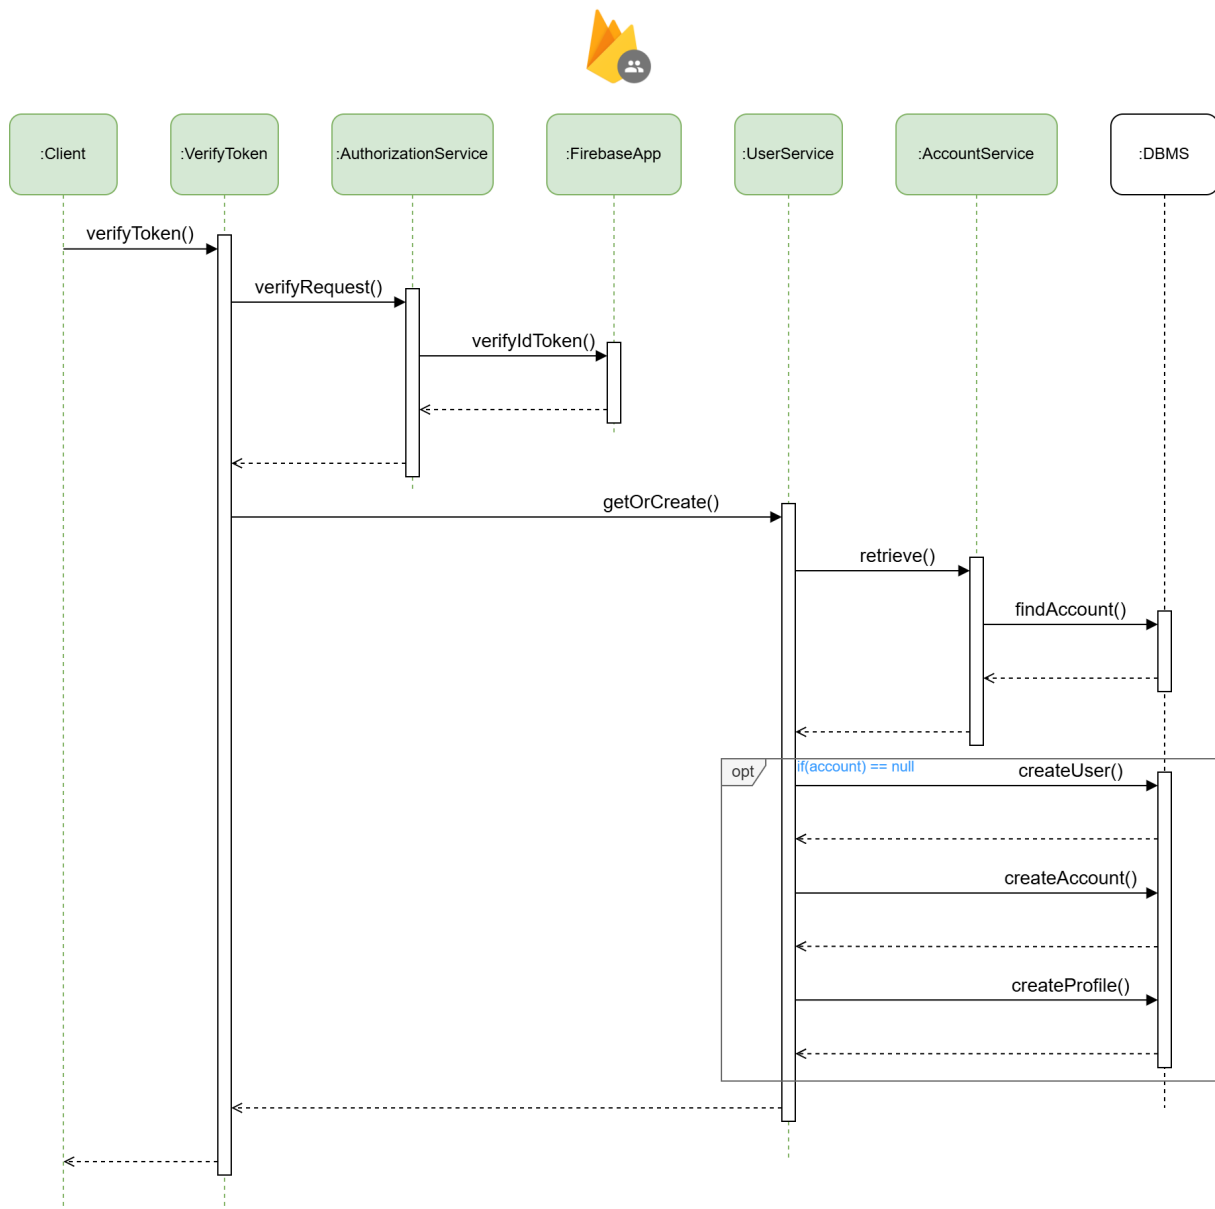 :Client
:VerifyToken
:AuthorizationService
:FirebaseApp
:UserService
:AccountService
:DBMS
verifyToken()
verifyRequest()
verifyIdToken()
getOrCreate()
retrieve()
findAccount()
opt
if(account) == null
createUser()
createAccount()
createProfile()